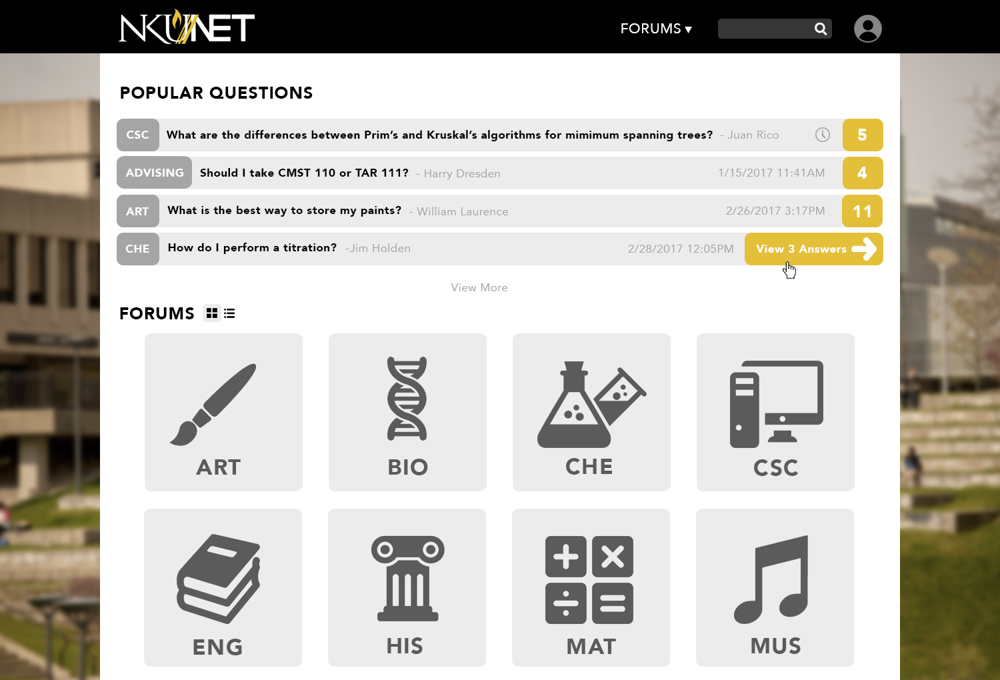 NKU NET
FORUMS ▾
POPULAR QUESTIONS
CSC What are the differences between Prim's and Kruskal's algorithms for mimimum spanning trees? - Juan Rico 5
ADVISING Should I take CMST 110 or TAR 111? - Harry Dresden 1/15/2017 11:41AM 4
ART What is the best way to store my paints? - William Laurence 2/26/2017 3:17PM 11
CHE How do I perform a titration? -Jim Holden 2/28/2017 12:05PM View 3 Answers
View More
FORUMS
ART BIO CHE CSC
ENG HIS MAT MUS